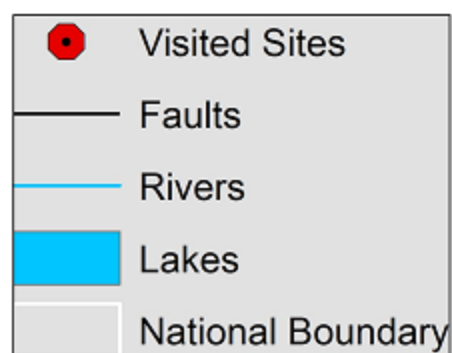 Visited Sites
Faults
Rivers
Lakes
National Boundary